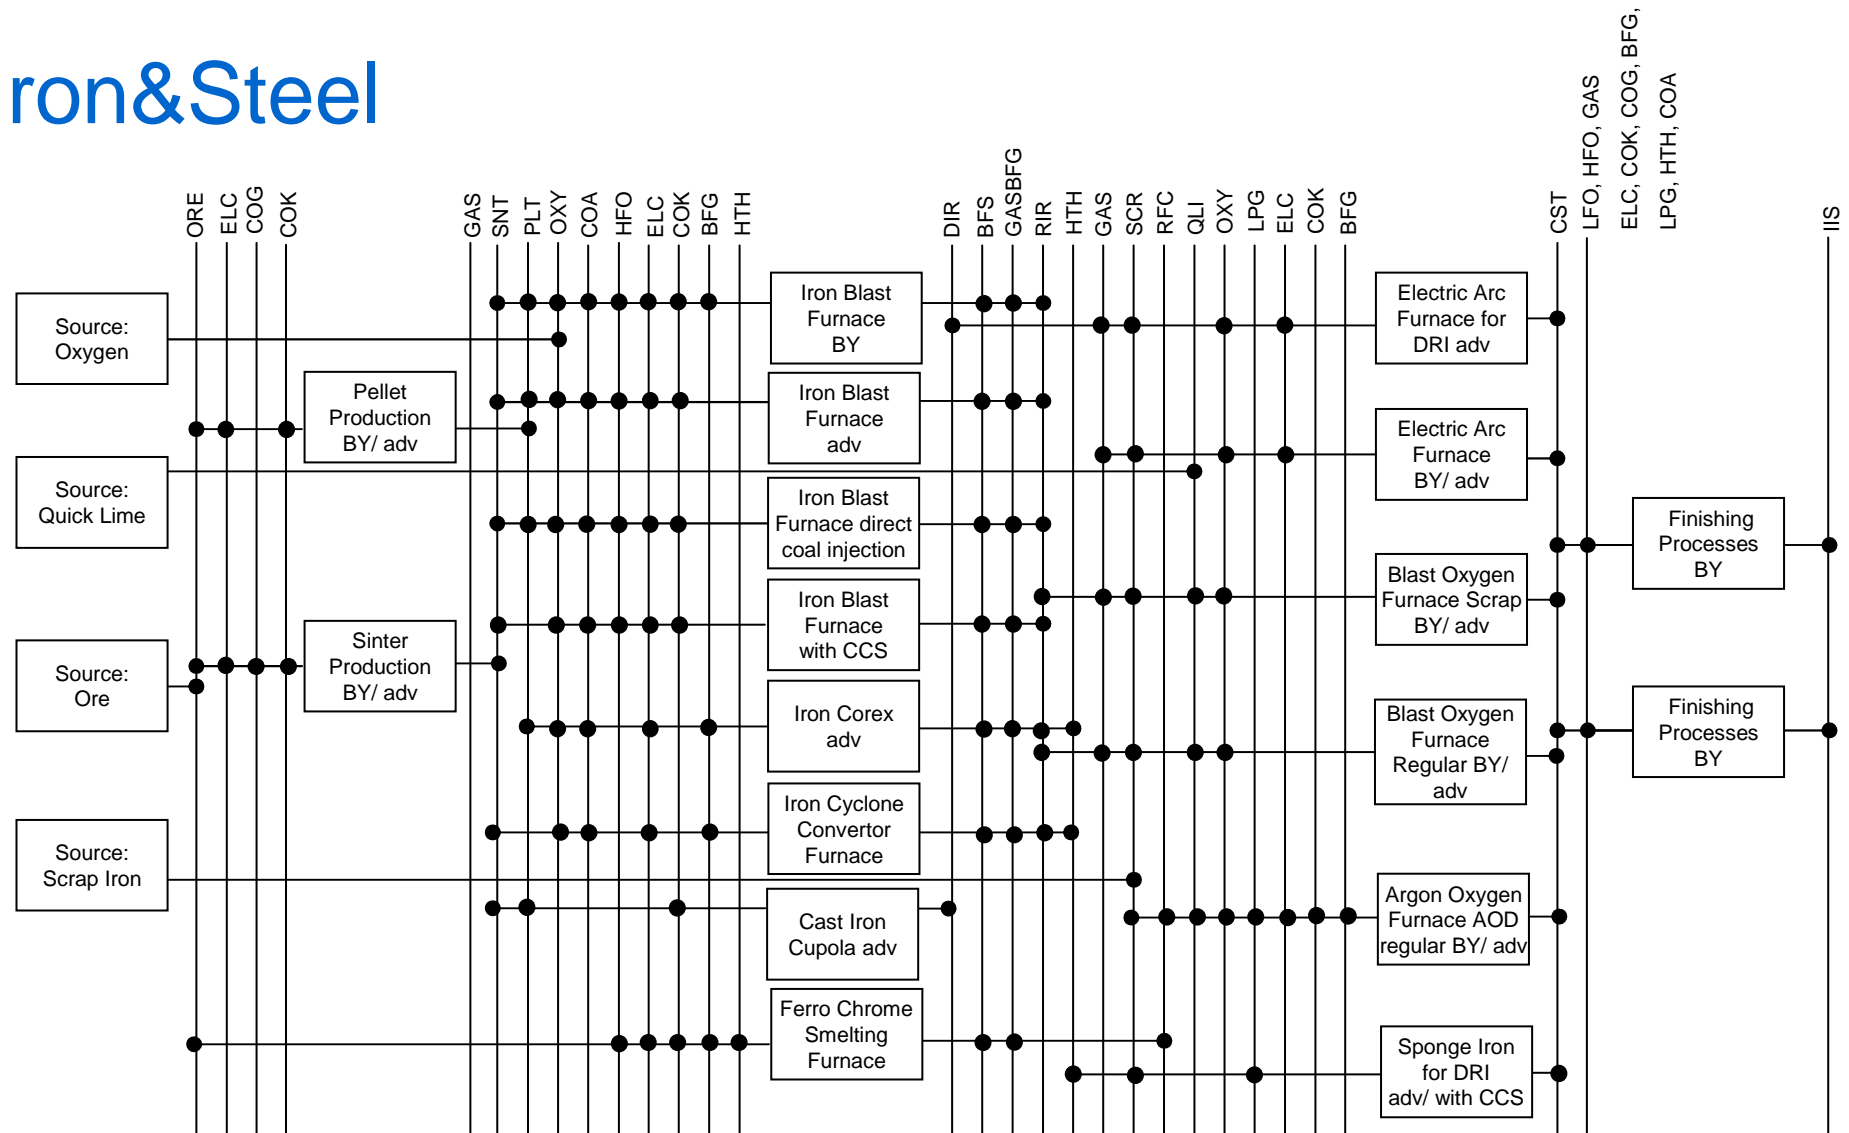 ron&Steel
ORE
ELC
COG
COK
GAS
SNT
PLT
OXY
COA
HFO
ELC
COK
BFG
HTH
DIR
BFS
GASBFG
RIR
HTH
GAS
SCR
RFC
QLI
OXY
LPG
ELC
COK
BFG
CST
LFO, HFO, GAS
ELC, COK, COG, BFG,
LPG, HTH, COA
IIS
Source:
Oxygen
Pellet
Production
BY/ adv
Source:
Quick Lime
Source:
Ore
Sinter
Production
BY/ adv
Source:
Scrap Iron
Iron Blast
Furnace
BY
Iron Blast
Furnace
adv
Iron Blast
Furnace direct
coal injection
Iron Blast
Furnace
with CCS
Iron Corex
adv
Iron Cyclone
Convertor
Furnace
Cast Iron
Cupola adv
Ferro Chrome
Smelting
Furnace
Electric Arc
Furnace for
DRI adv
Electric Arc
Furnace
BY/ adv
Blast Oxygen
Furnace Scrap
BY/ adv
Blast Oxygen
Furnace
Regular BY/
adv
Argon Oxygen
Furnace AOD
regular BY/ adv
Sponge Iron
for DRI
adv/ with CCS
Finishing
Processes
BY
Finishing
Processes
BY